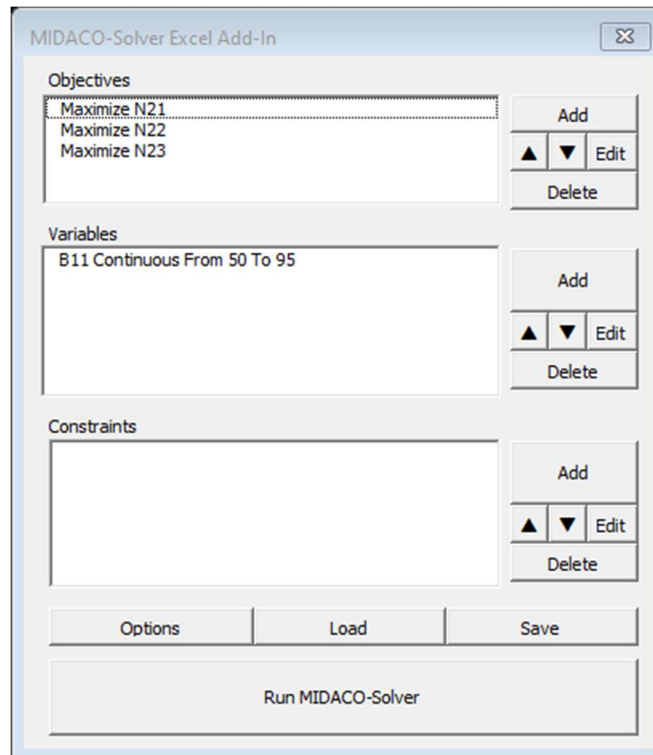 MIDACO-Solver Excel Add-In
Objectives
Maximize N21
Maximize N22
Maximize N23
Add
▲ ▼ Edit
Delete
Variables
B11 Continuous From 50 To 95
Add
▲ ▼ Edit
Delete
Constraints
Add
▲ ▼ Edit
Delete
Options Load Save
Run MIDACO-Solver